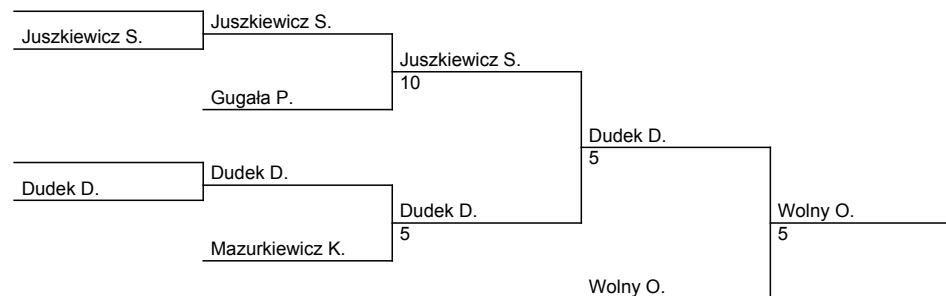 Juszkiewicz S.
Juszkiewicz S.
Juszkiewicz S.
10
Gugała P.
Dudek D.
5
Dudek D.
Dudek D.
Dudek D.
5
Wolny O.
5
Mazurkiewicz K.
Wolny O.